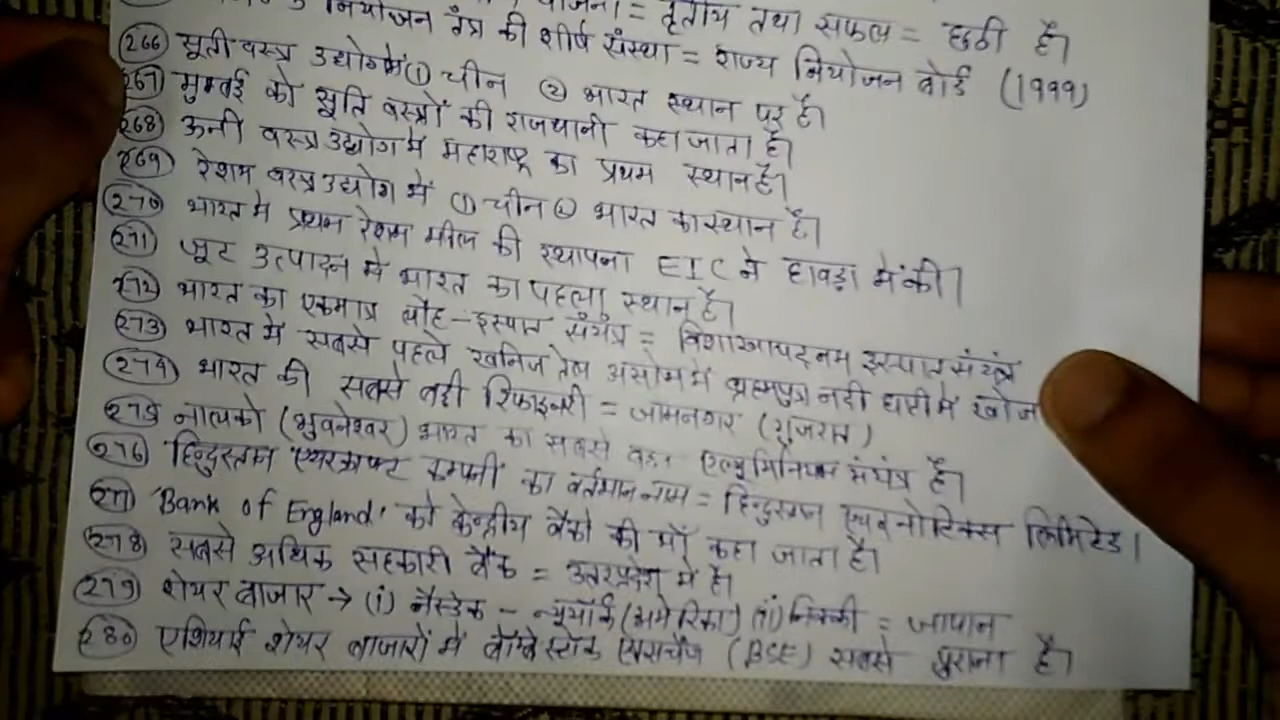 योजना = तृतीय तथा सफल = छठी है।
नियोजन तंत्र की शीर्ष संस्था = राज्य नियोजन बोर्ड (1999)
266 सूती वस्त्र उद्योग में ① चीन ② भारत स्थान पर है।
267 मुम्बई को सूति वस्त्रों की राजधानी कहा जाता है।
268 ऊनी वस्त्र उद्योग में महाराष्ट्र का प्रथम स्थान है।
269 रेशम वस्त्र उद्योग में ① चीन ② भारत का स्थान है।
270 भारत में प्रथम रेशम मील की स्थापना EIC ने हावड़ा में की।
271 जूट उत्पादन में भारत का पहला स्थान है।
272 भारत का एकमात्र लौह-इस्पात संयंत्र = विशाखापट्नम इस्पात संयंत्र
273 भारत में सबसे पहले खनिज तेल असोम में ब्रह्मपुत्र नदी घाटी में खोज
274 भारत की सबसे बड़ी रिफाइनरी = जामनगर (गुजरात)
275 नाल्को (भुवनेश्वर) भारत का सबसे बड़ा एल्युमिनियम संयंत्र है।
276 हिन्दुस्तान एयरक्राफ्ट कम्पनी का वर्तमान नाम = हिन्दुस्तान एयरनोटिक्स लिमिटेड।
277 'Bank of England' को केन्द्रीय बैंको की माँ कहा जाता है।
278 सबसे अधिक सहकारी बैंक = उत्तरप्रदेश में है।
279 शेयर बाजार → (i) नैस्डेक - न्यूयॉर्क (अमेरिका) (ii) निक्की = जापान
280 एशियाई शेयर बाजारों में बॉम्बे स्टॉक एक्सचेंज (BSE) सबसे पुराना है।